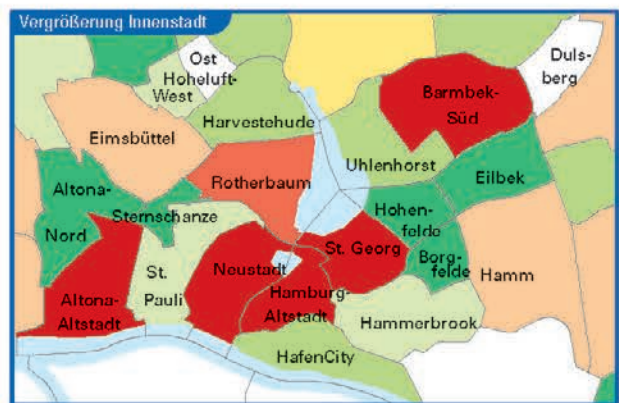 Vergrößerung Innenstadt
Ost
Hoheluft-
West
Duls-
berg
Barmbek-
Süd
Harvestehude
Eimsbüttel
Uhlenhorst
Rotherbaum
Eilbek
Altona-
Nord
Sternschanze
Hohen-
felde
St. Georg
Borg-
felde
Hamm
St.
Pauli
Neustadt
Altona-
Altstadt
Hamburg-
Altstadt
Hammerbrook
HafenCity